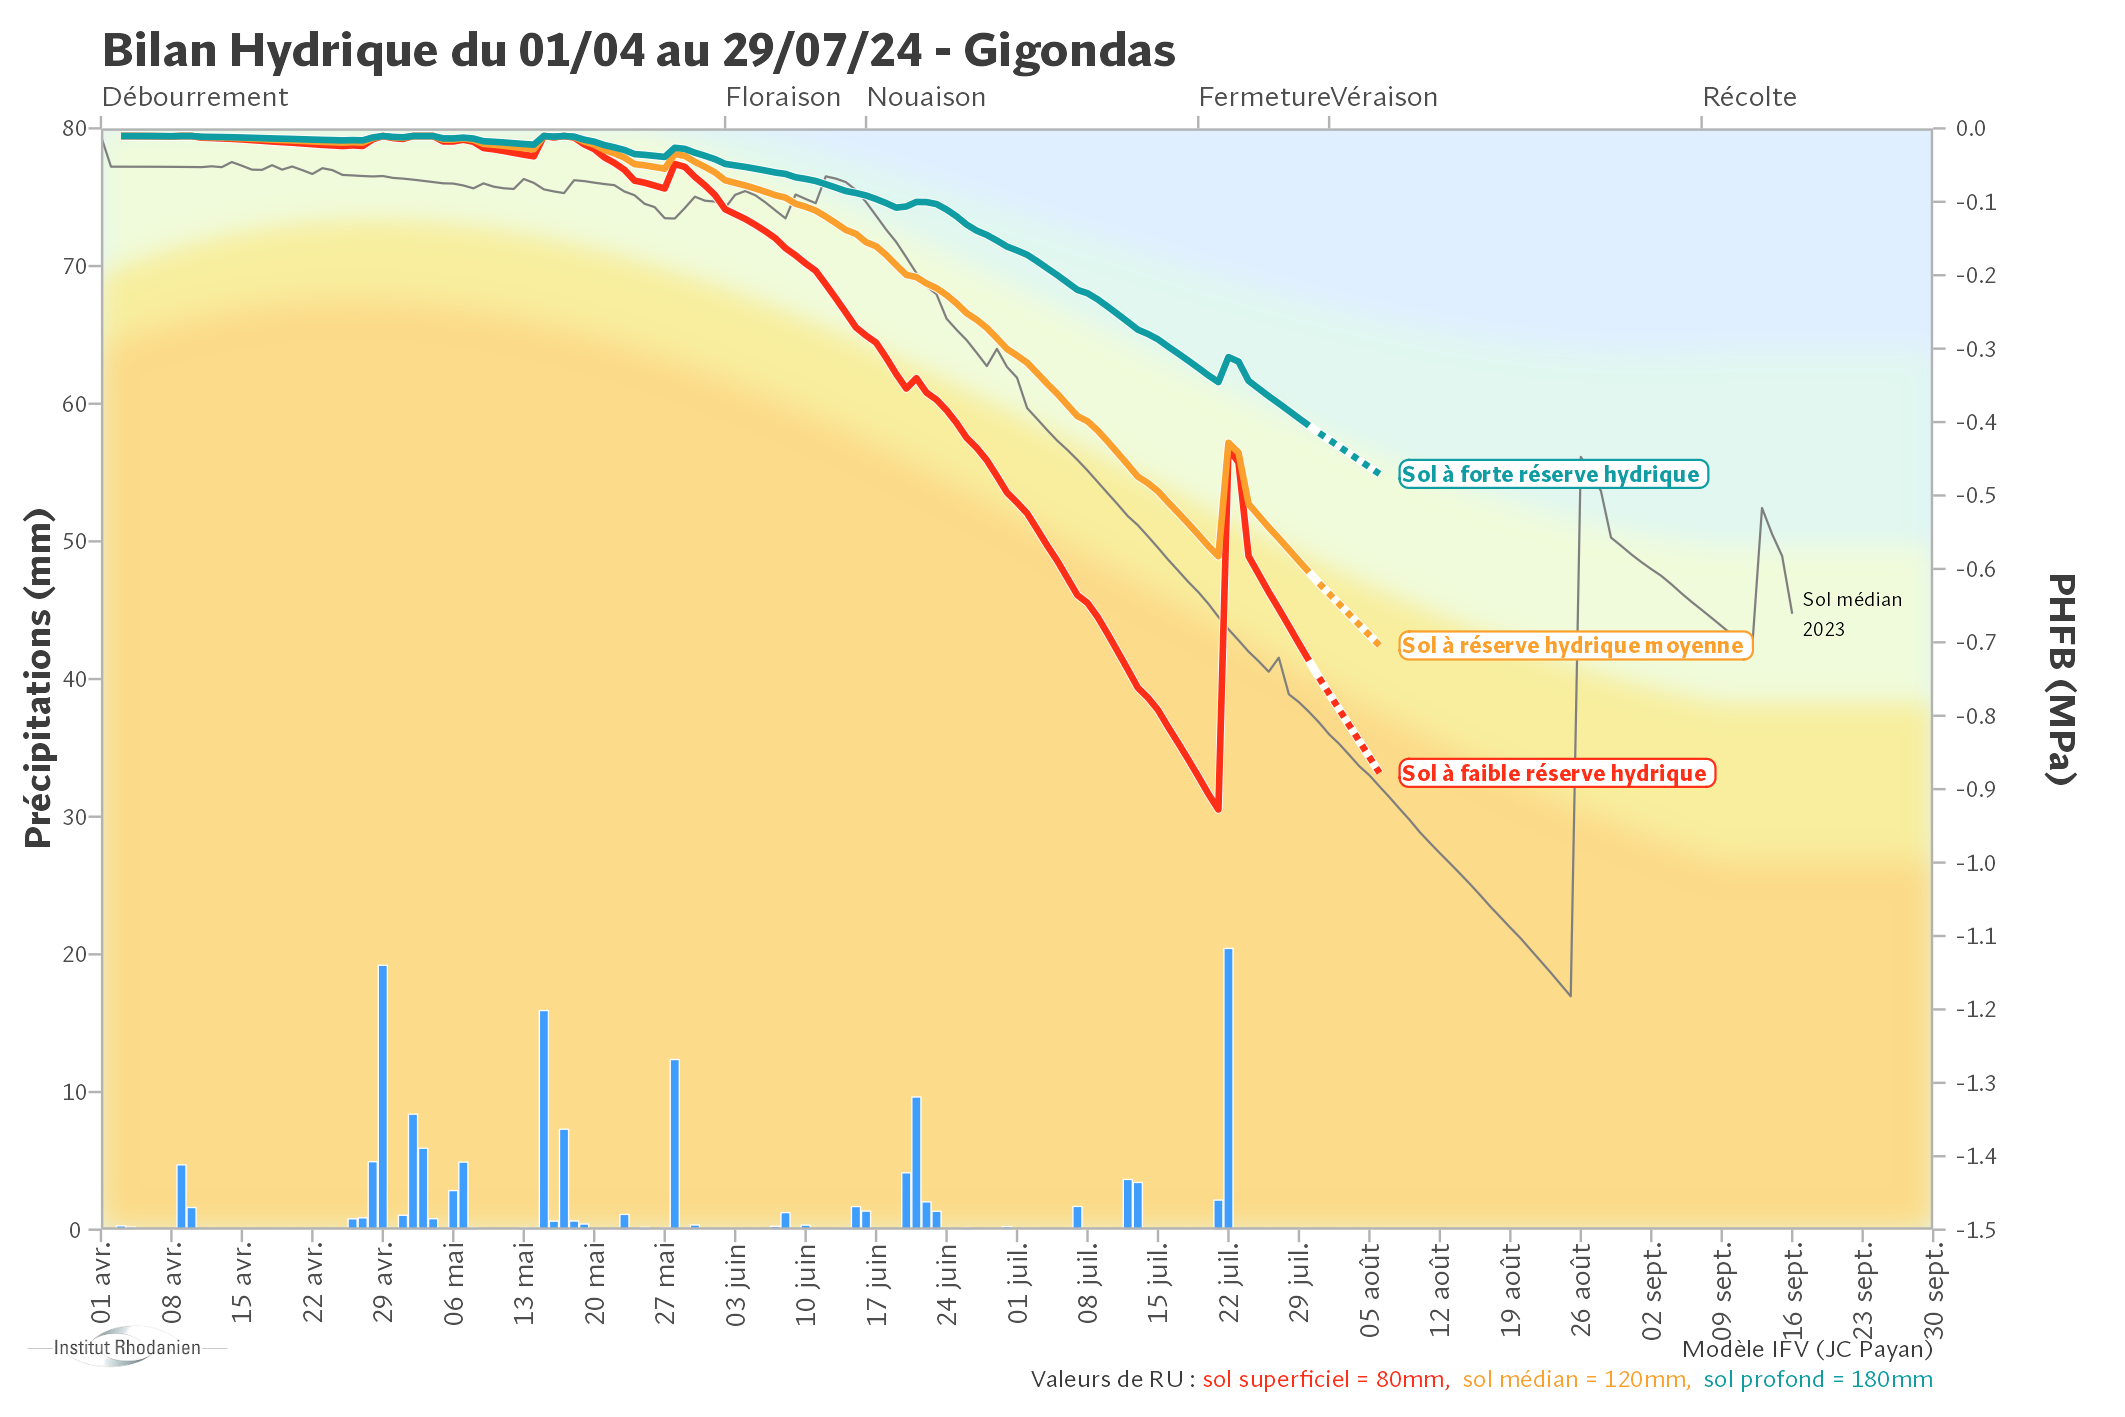 Bilan Hydrique du 01/04 au 29/07/24 - Gigondas
Débourrement Floraison Nouaison Fermeture Véraison Récolte
80 0.0
-0.1
70 -0.2
-0.3
60 -0.4
-0.5
50 -0.6
-0.7
40 -0.8
30 -0.9
-1.0
20 -1.1
-1.2
10 -1.3
-1.4
0 -1.5
Précipitations (mm)
PHFB (MPa)
Sol à forte réserve hydrique
Sol médian
2023
Sol à réserve hydrique moyenne
Sol à faible réserve hydrique
01 avr. 08 avr. 15 avr. 22 avr. 29 avr. 06 mai 13 mai 20 mai 27 mai 03 juin 10 juin 17 juin 24 juin 01 juil. 08 juil. 15 juil. 22 juil. 29 juil. 05 août 12 août 19 août 26 août 02 sept. 09 sept. 16 sept. 23 sept. 30 sept.
Institut Rhodanien
Modèle IFV (JC Payan)
Valeurs de RU : sol superficiel = 80mm, sol médian = 120mm, sol profond = 180mm